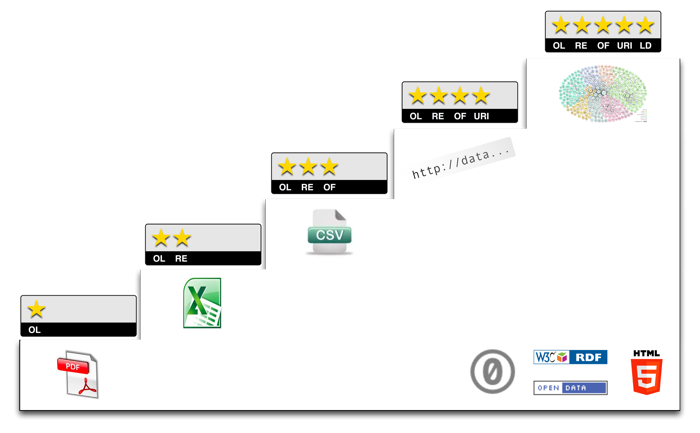 OL RE OF URI LD
OL RE OF URI
http://data...
OL RE OF
CSV
OL RE
X
OL
PDF
0
W3C RDF
OPEN DATA
HTML
5